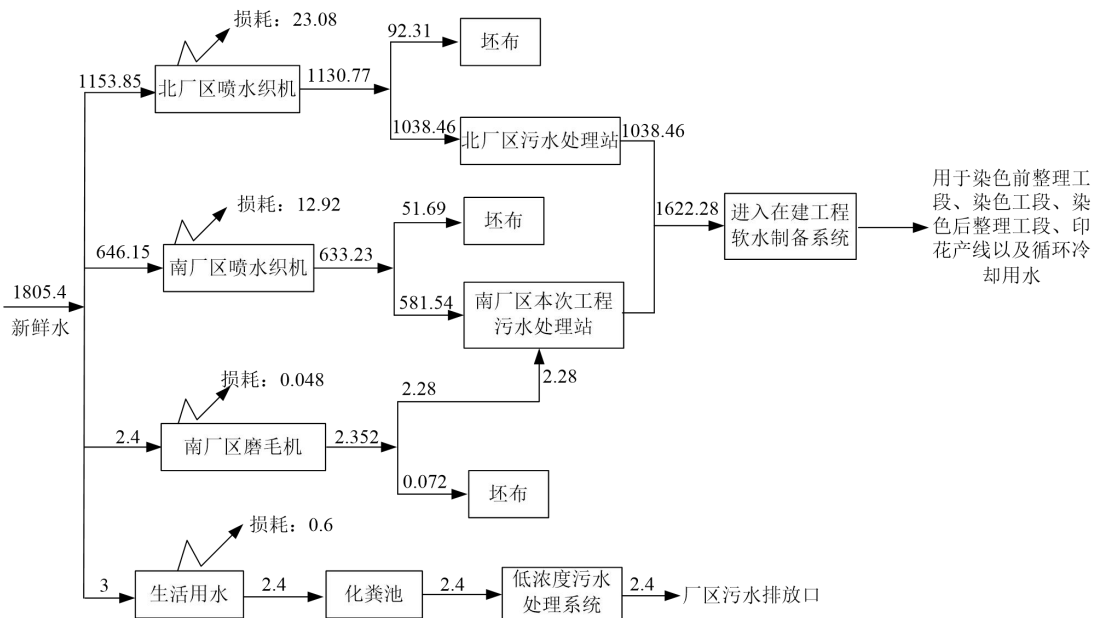 损耗：23.08
92.31
坯布
1153.85
北厂区喷水织机
1130.77
1038.46
北厂区污水处理站
1038.46
损耗：12.92
51.69
坯布
646.15
南厂区喷水织机
633.23
581.54
南厂区本次工程
污水处理站
1622.28
进入在建工程
软水制备系统
用于染色前整理工
段、染色工段、染
色后整理工段、印
花产线以及循环冷
却用水
1805.4
新鲜水
损耗：0.048
2.28
2.28
2.4
南厂区磨毛机
2.352
0.072
坯布
损耗：0.6
3
生活用水
2.4
化粪池
2.4
低浓度污水
处理系统
2.4
厂区污水排放口